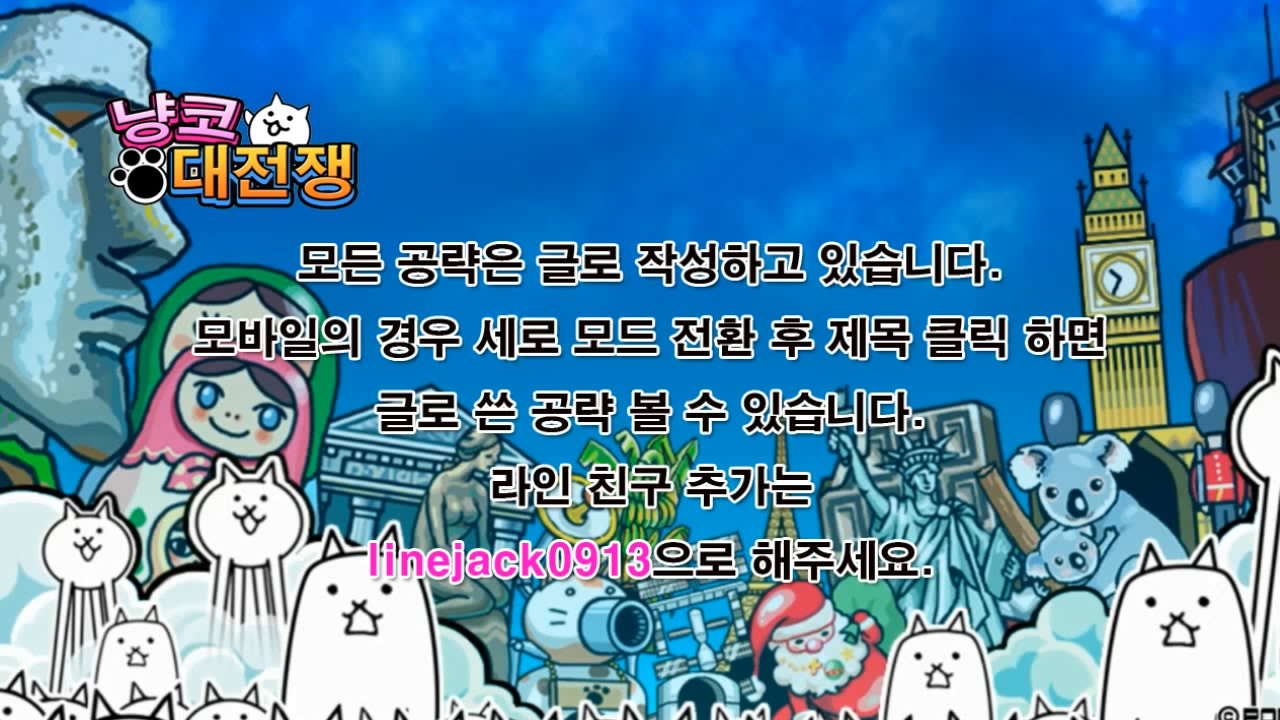 냥코
대전쟁
모든 공략은 글로 작성하고 있습니다.
모바일의 경우 세로 모드 전환 후 제목 클릭 하면
글로 쓴 공략 볼 수 있습니다.
라인 친구 추가는
linejack0913으로 해주세요.